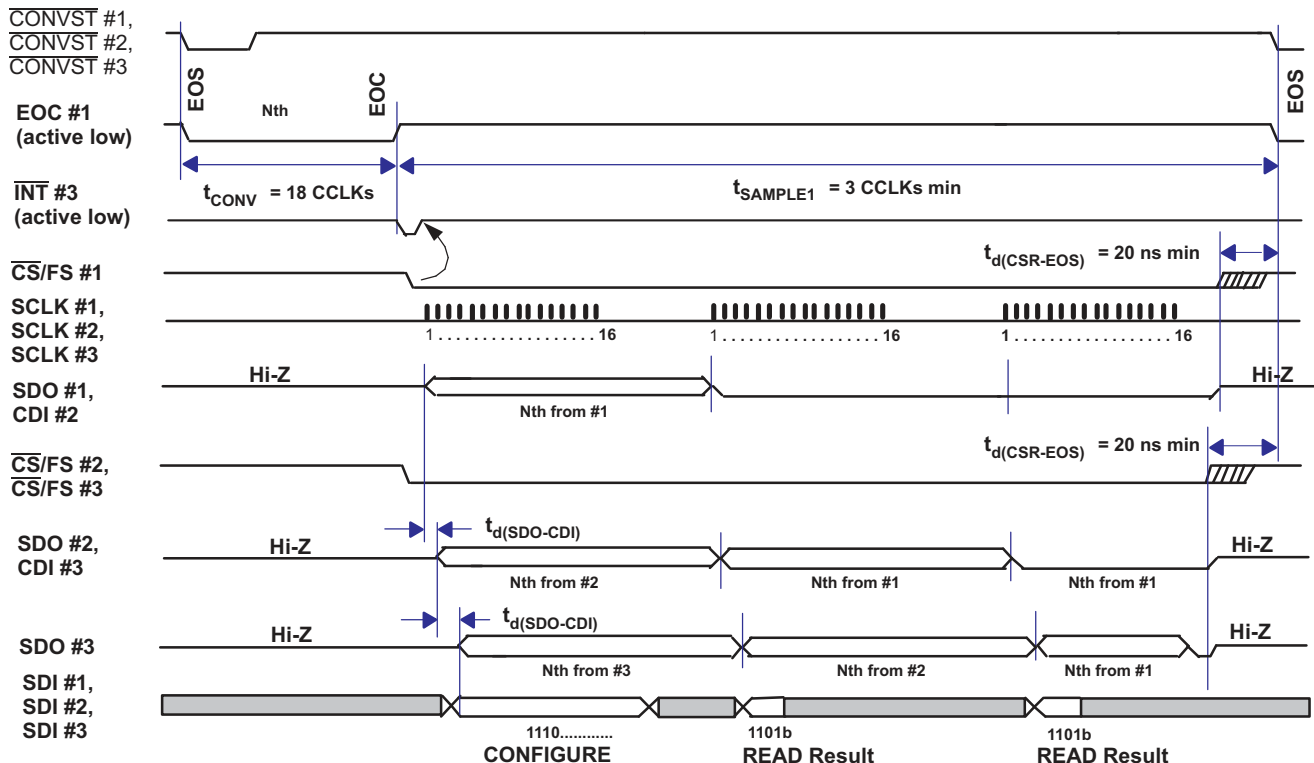 CONVST #1,
CONVST #2,
CONVST #3
EOS
EOC
EOS
EOC #1
(active low)
Nth
tCONV = 18 CCLKs
tSAMPLE1 = 3 CCLKs min
INT #3
(active low)
td(CSR-EOS) = 20 ns min
CS/FS #1
SCLK #1,
SCLK #2,
SCLK #3
1 . . . . . . . . . . . . . . . . . . 16
1 . . . . . . . . . . . . . . . . . . 16
1 . . . . . . . . . . . . . . . . . . 16
Hi-Z
Hi-Z
SDO #1,
CDI #2
Nth from #1
td(CSR-EOS) = 20 ns min
CS/FS #2,
CS/FS #3
td(SDO-CDI)
SDO #2,
CDI #3
Hi-Z
Hi-Z
Nth from #2
Nth from #1
Nth from #1
td(SDO-CDI)
Hi-Z
Hi-Z
SDO #3
Nth from #3
Nth from #2
Nth from #1
SDI #1,
SDI #2,
SDI #3
1110............
1101b
1101b
CONFIGURE
READ Result
READ Result